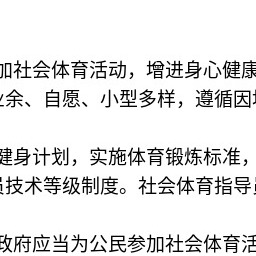 加社会体育活动，增进身心健康
业余、自愿、小型多样，遵循因地
健身计划，实施体育锻炼标准，
员技术等级制度。社会体育指导员
政府应当为公民参加社会体育活